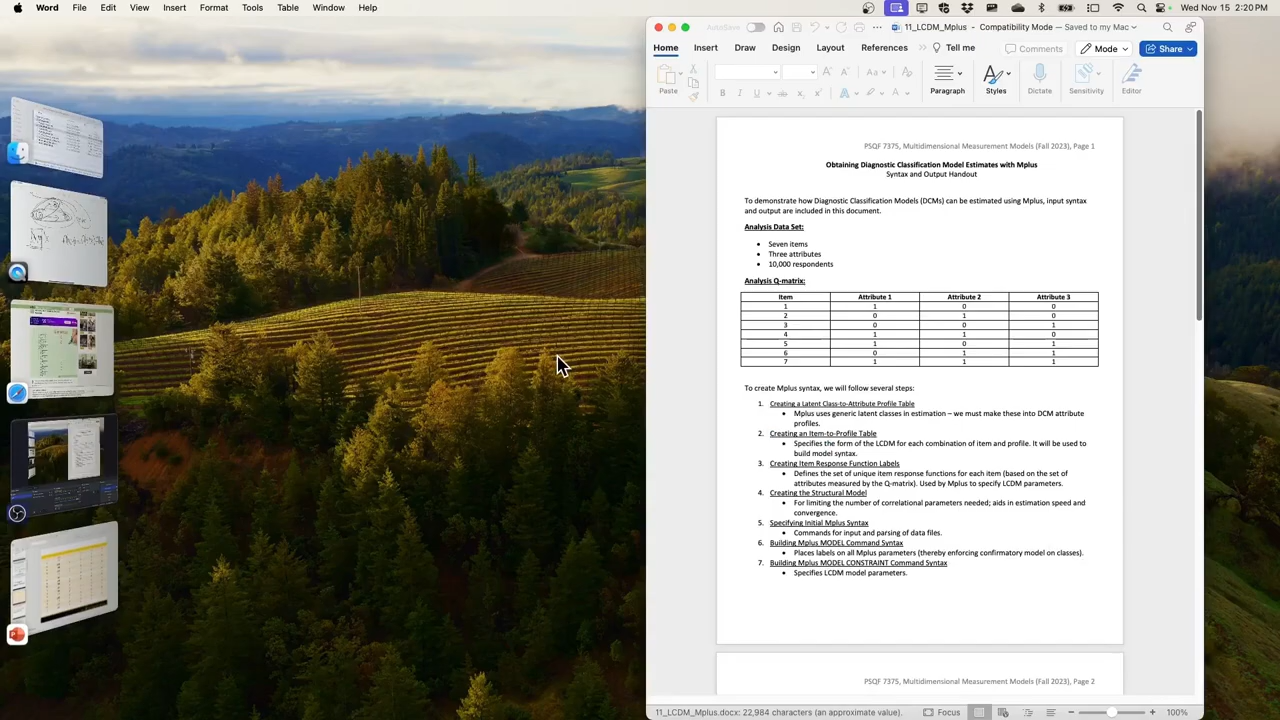 Word File Edit View Insert Format Tools Table Window Help Wed Nov 15 2:20 PM
AutoSave 11_LCDM_Mplus - Compatibility Mode — Saved to my Mac
Home Insert Draw Design Layout References Tell me Comments Mode Share
Paste Paragraph Styles Dictate Sensitivity Editor
PSQF 7375, Multidimensional Measurement Models (Fall 2023), Page 1
Obtaining Diagnostic Classification Model Estimates with Mplus
Syntax and Output Handout
To demonstrate how Diagnostic Classification Models (DCMs) can be estimated using Mplus, input syntax
and output are included in this document.
Analysis Data Set:
• Seven items
• Three attributes
• 10,000 respondents
Analysis Q-matrix:
Item Attribute 1 Attribute 2 Attribute 3
1 1 0 0
2 0 1 0
3 0 0 1
4 1 1 0
5 1 0 1
6 0 1 1
7 1 1 1
To create Mplus syntax, we will follow several steps:
1. Creating a Latent Class-to-Attribute Profile Table
• Mplus uses generic latent classes in estimation – we must make these into DCM attribute
profiles.
2. Creating an Item-to-Profile Table
• Specifies the form of the LCDM for each combination of item and profile. It will be used to
build model syntax.
3. Creating Item Response Function Labels
• Defines the set of unique item response functions for each item (based on the set of
attributes measured by the Q-matrix). Used by Mplus to specify LCDM parameters.
4. Creating the Structural Model
• For limiting the number of correlational parameters needed; aids in estimation speed and
convergence.
5. Specifying Initial Mplus Syntax
• Commands for input and parsing of data files.
6. Building Mplus MODEL Command Syntax
• Places labels on all Mplus parameters (thereby enforcing confirmatory model on classes).
7. Building Mplus MODEL CONSTRAINT Command Syntax
• Specifies LCDM model parameters.
PSQF 7375, Multidimensional Measurement Models (Fall 2023), Page 2
11_LCDM_Mplus.docx: 22,984 characters (an approximate value). Focus 100%